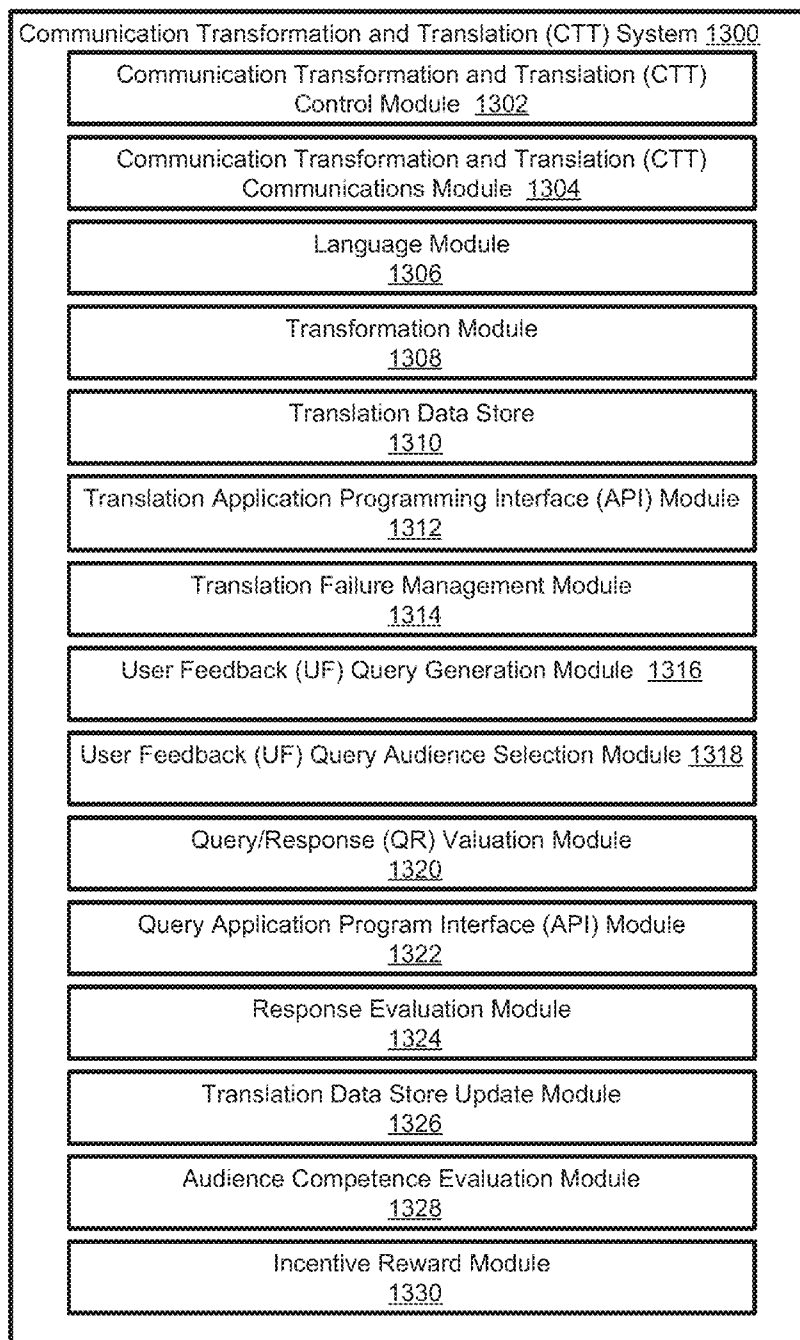 Communication Transformation and Translation (CTT) System 1300
Communication Transformation and Translation (CTT)
Control Module 1302
Communication Transformation and Translation (CTT)
Communications Module 1304
Language Module
1306
Transformation Module
1308
Translation Data Store
1310
Translation Application Programming Interface (API) Module
1312
Translation Failure Management Module
1314
User Feedback (UF) Query Generation Module 1316
User Feedback (UF) Query Audience Selection Module 1318
Query/Response (QR) Valuation Module
1320
Query Application Program Interface (API) Module
1322
Response Evaluation Module
1324
Translation Data Store Update Module
1326
Audience Competence Evaluation Module
1328
Incentive Reward Module
1330